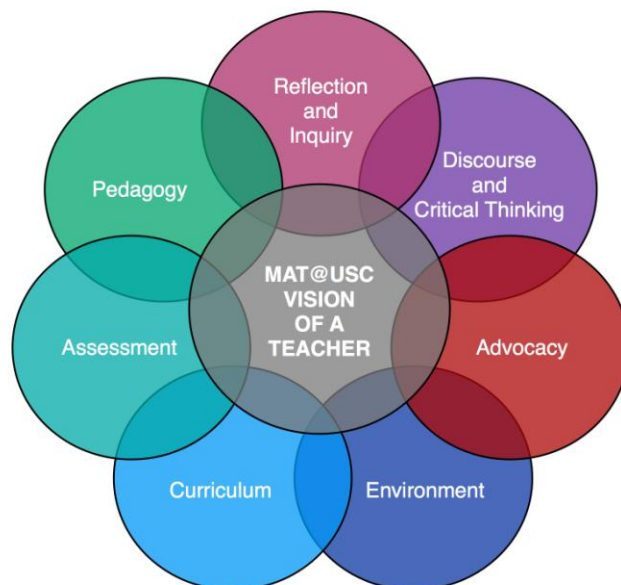 Reflection
and
Inquiry
Discourse
and
Critical Thinking
Pedagogy
MAT@USC
VISION
OF A
TEACHER
Assessment
Advocacy
Curriculum
Environment